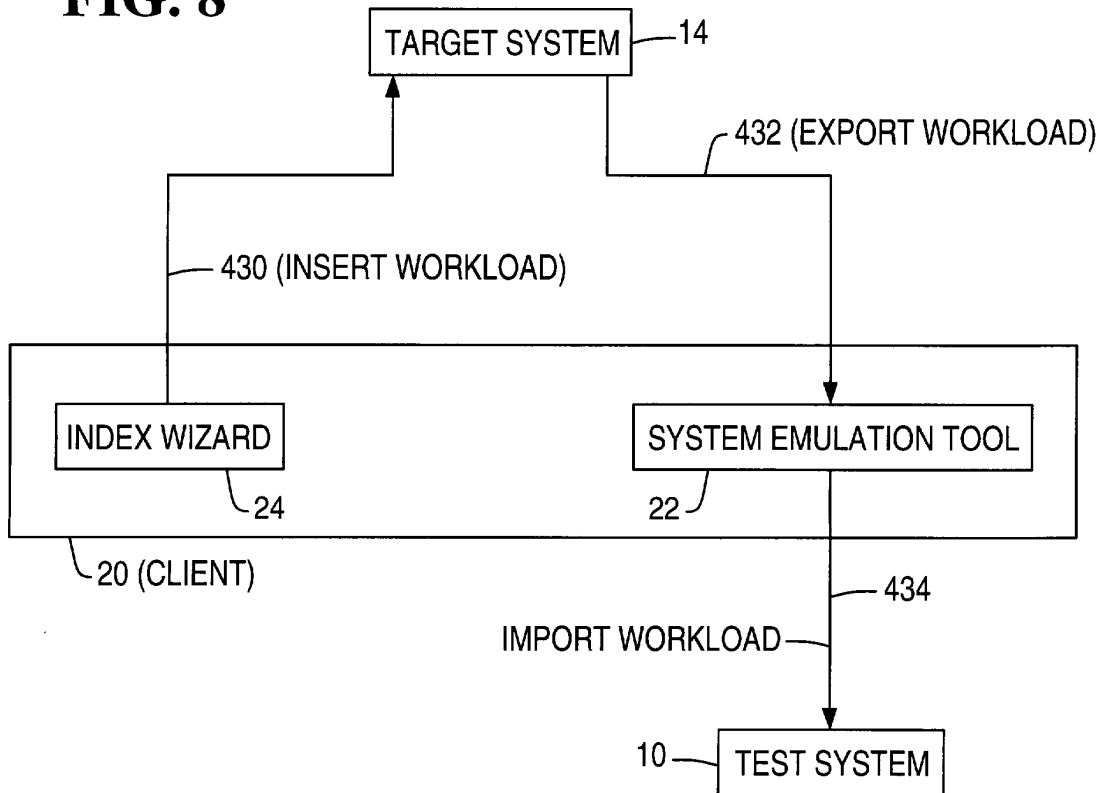 FIG. 8
TARGET SYSTEM
14
432 (EXPORT WORKLOAD)
430 (INSERT WORKLOAD)
INDEX WIZARD
SYSTEM EMULATION TOOL
24
22
20 (CLIENT)
434
IMPORT WORKLOAD
10
TEST SYSTEM